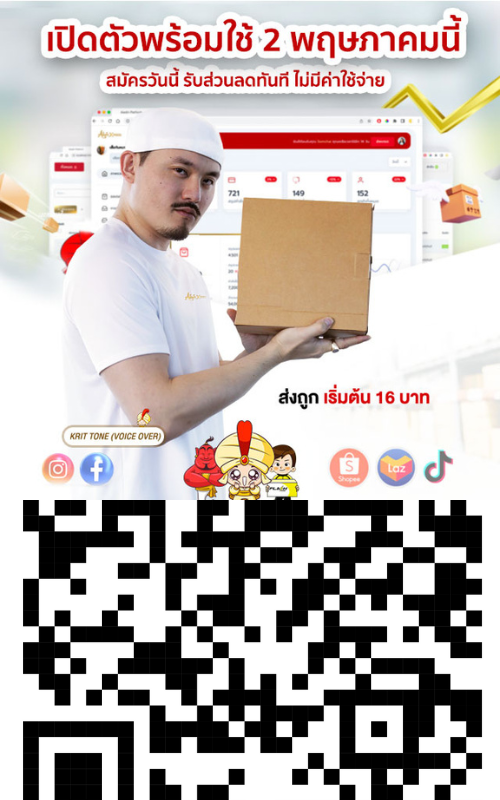 เปิดตัวพร้อมใช้ 2 พฤษภาคมนี้
สมัครวันนี้ รับส่วนลดทันที ไม่มีค่าใช้จ่าย
721
149
152
ส่งถูก เริ่มต้น 16 บาท
KRIT TONE (VOICE OVER)
Shopee
Laz